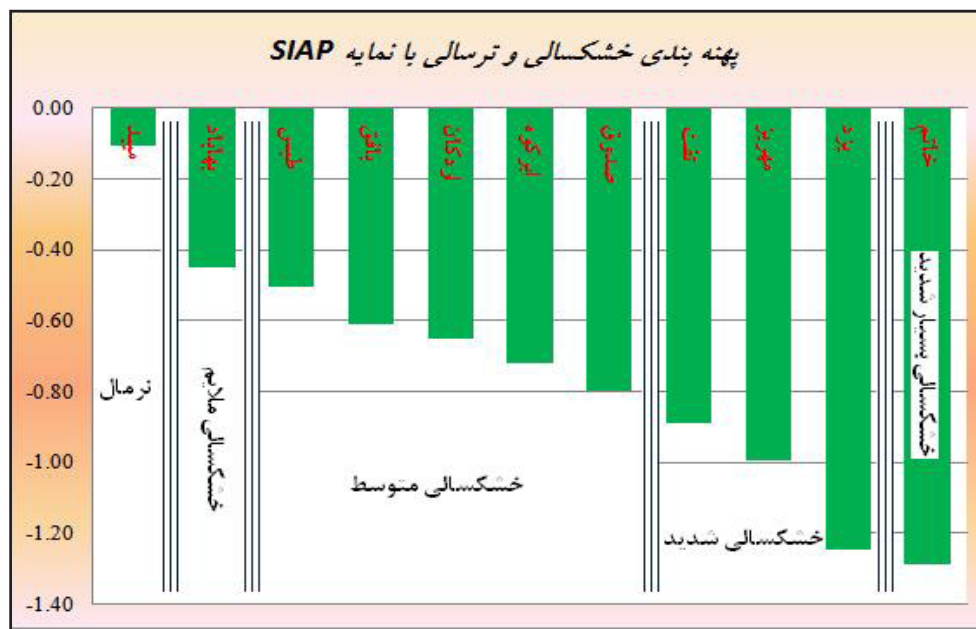 پهنه بندی خشکسالی و ترسالی با نمایه SIAP
0.00
-0.20
-0.40
-0.60
-0.80
-1.00
-1.20
-1.40
میبد
بهاباد
طبس
بافق
اردکان
ابرکوه
صدوق
تفت
مهریز
یزد
خاتم
نرمال
خشکسالی ملایم
خشکسالی متوسط
خشکسالی شدید
خشکسالی بسیار شدید